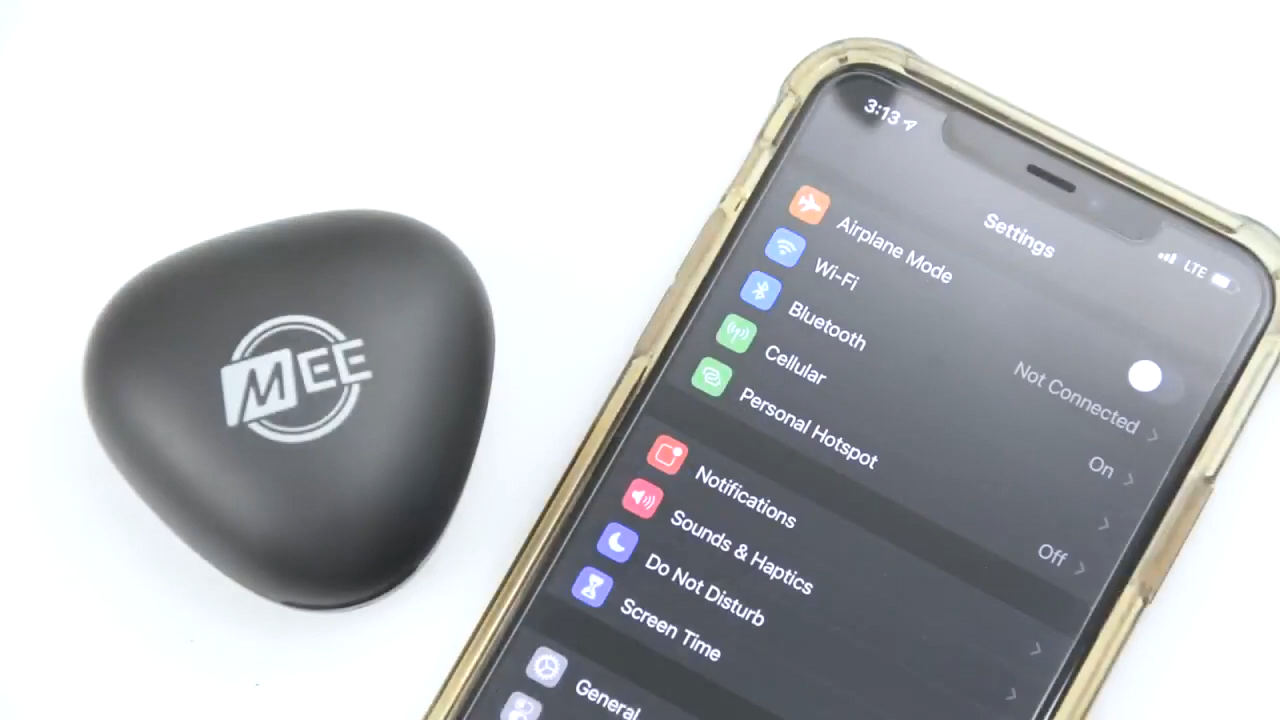 MEE
3:13
LTE
Settings
Airplane Mode
Wi-Fi Not Connected
Bluetooth On
Cellular
Personal Hotspot Off
Notifications
Sounds & Haptics
Do Not Disturb
Screen Time
General